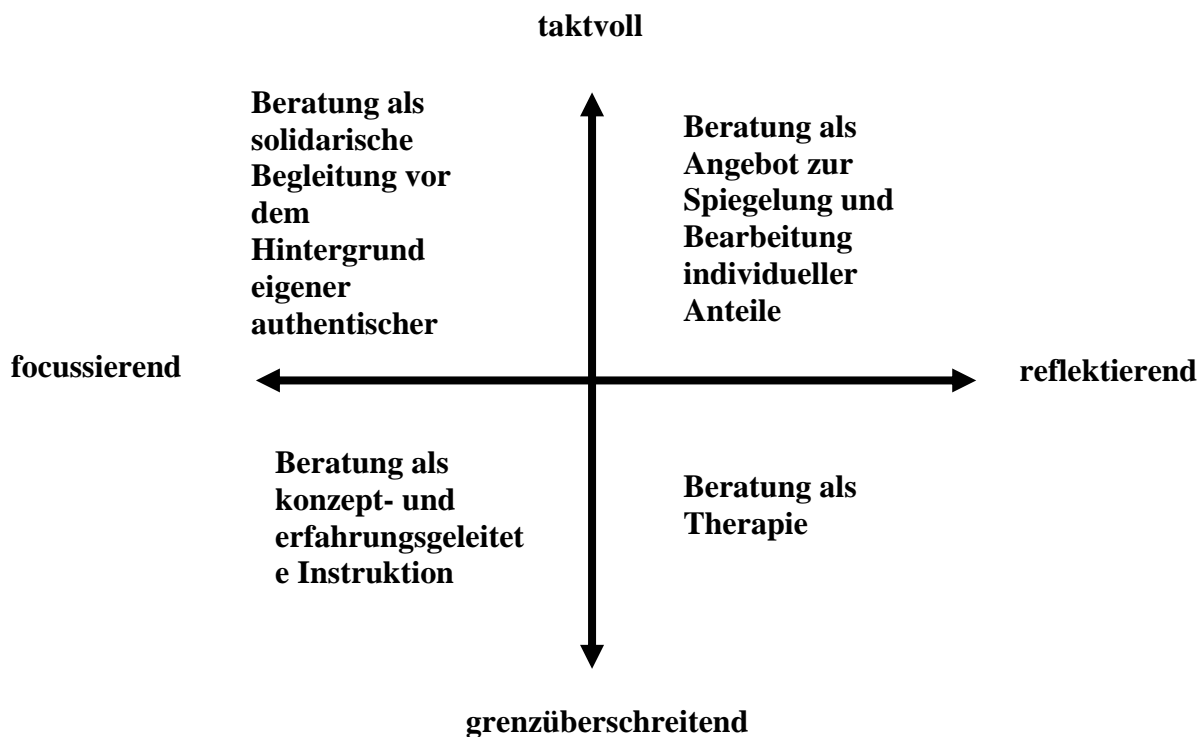 taktvoll
Beratung als
solidarische
Begleitung vor
dem
Hintergrund
eigener
authentischer
Beratung als
Angebot zur
Spiegelung und
Bearbeitung
individueller
Anteile
focussierend
reflektierend
Beratung als
konzept- und
erfahrungsgeleitet
e Instruktion
Beratung als
Therapie
grenzüberschreitend